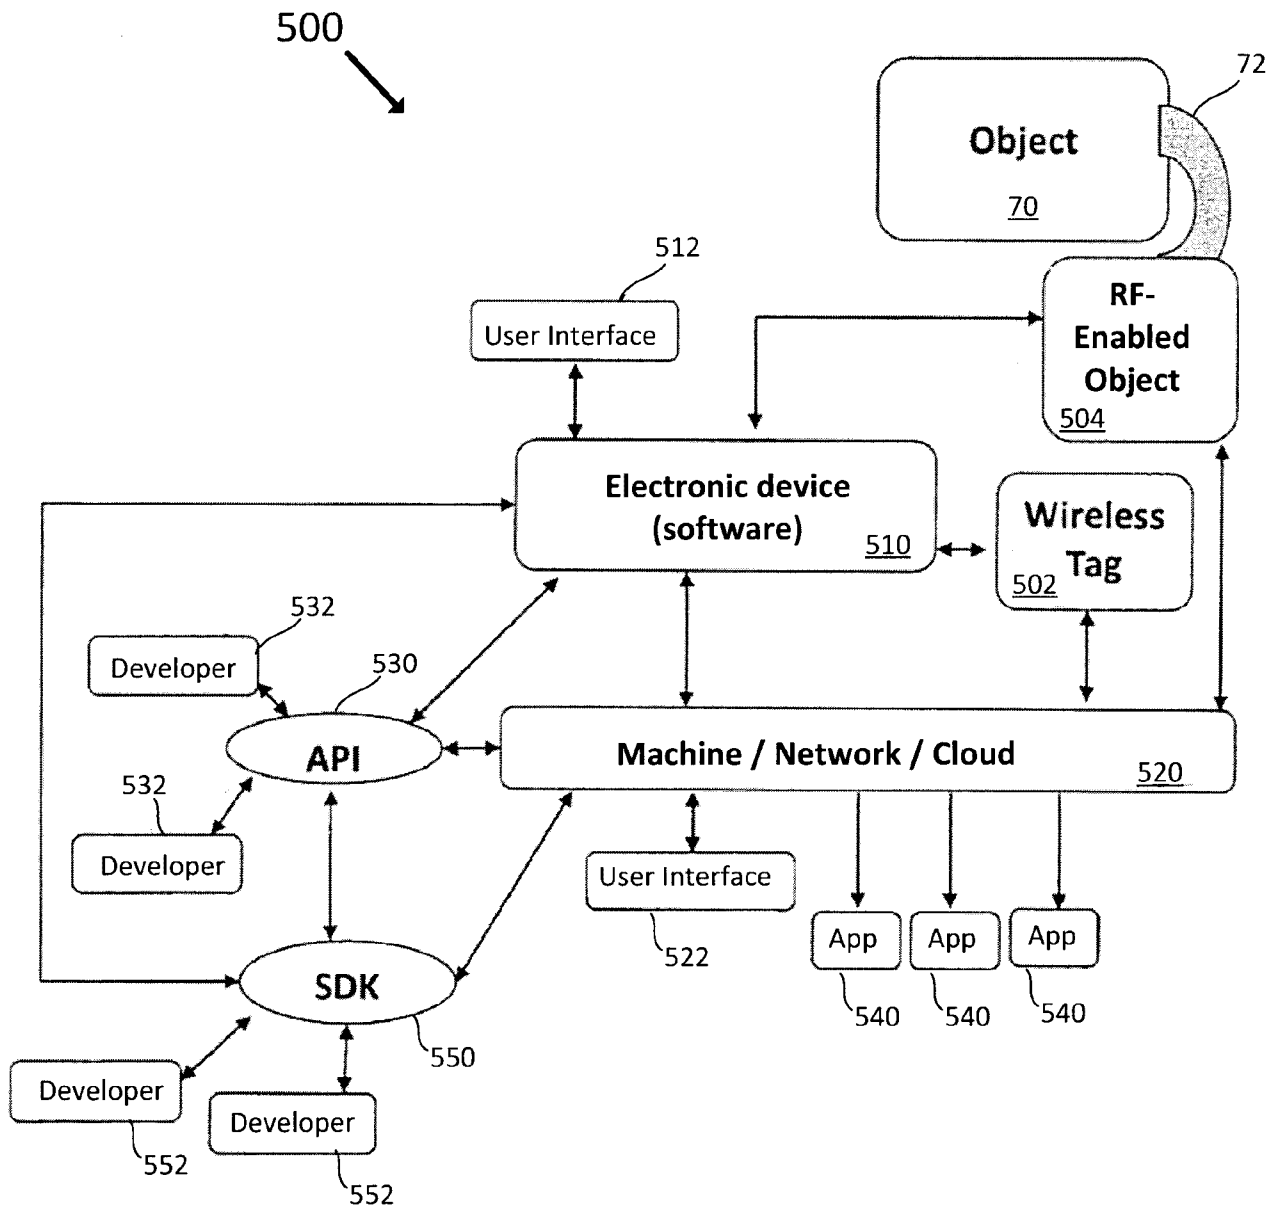 500
72
Object
70
512
User Interface
RF-
Enabled
Object
504
Electronic device
(software)
510
Wireless
Tag
502
532
Developer
530
API
Machine / Network / Cloud
520
532
Developer
User Interface
522
App
App
App
540
540
540
SDK
550
Developer
552
Developer
552